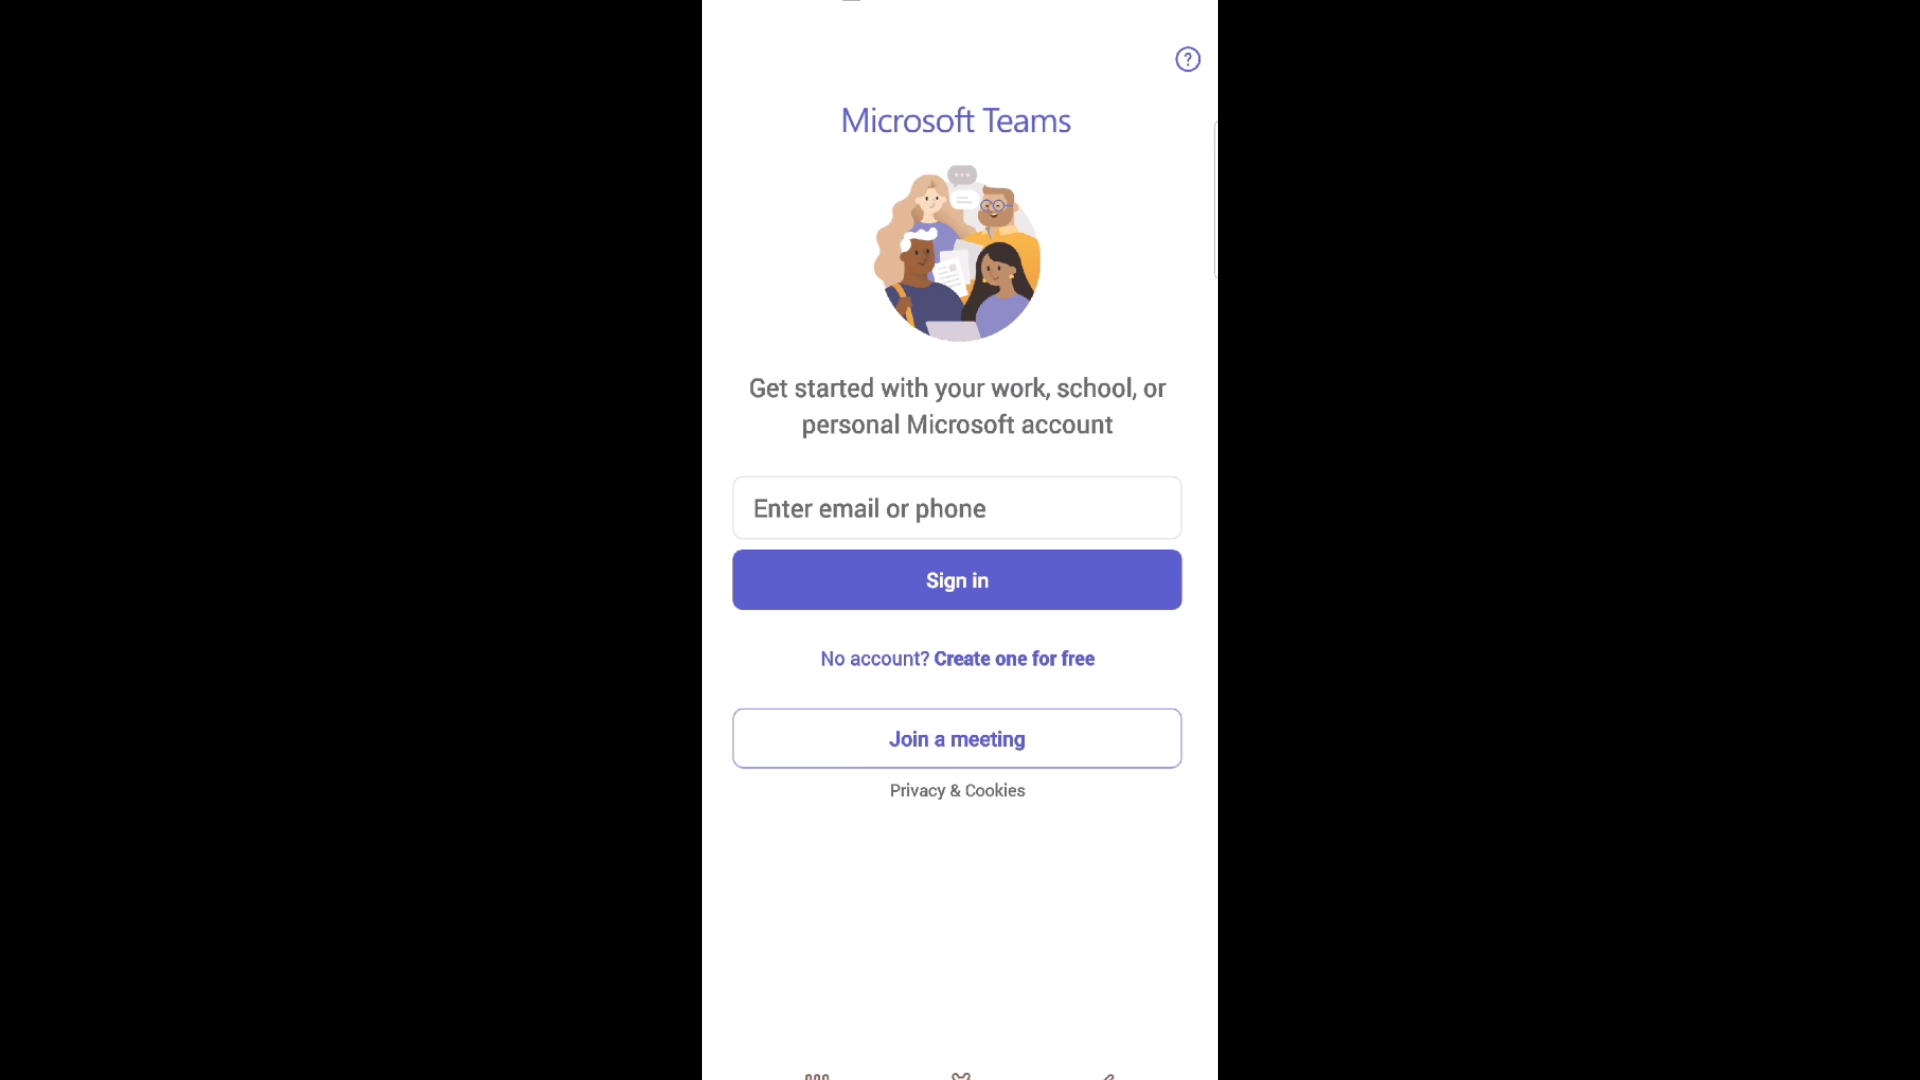 ?
Microsoft Teams
Get started with your work, school, or
personal Microsoft account
Enter email or phone
Sign in
No account? Create one for free
Join a meeting
Privacy & Cookies